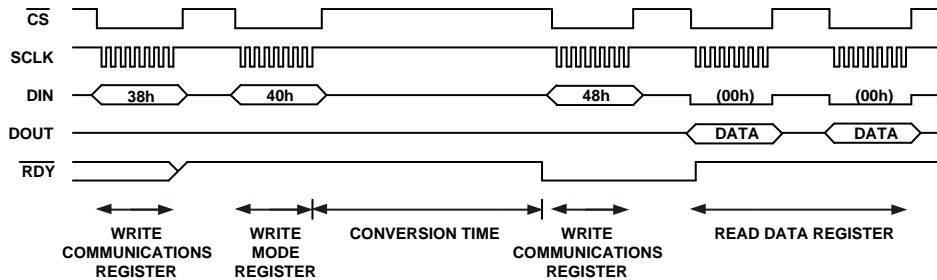 CS
SCLK
DIN 38h 40h 48h (00h) (00h)
DOUT DATA DATA
RDY
WRITE COMMUNICATIONS REGISTER
WRITE MODE REGISTER
CONVERSION TIME
WRITE COMMUNICATIONS REGISTER
READ DATA REGISTER